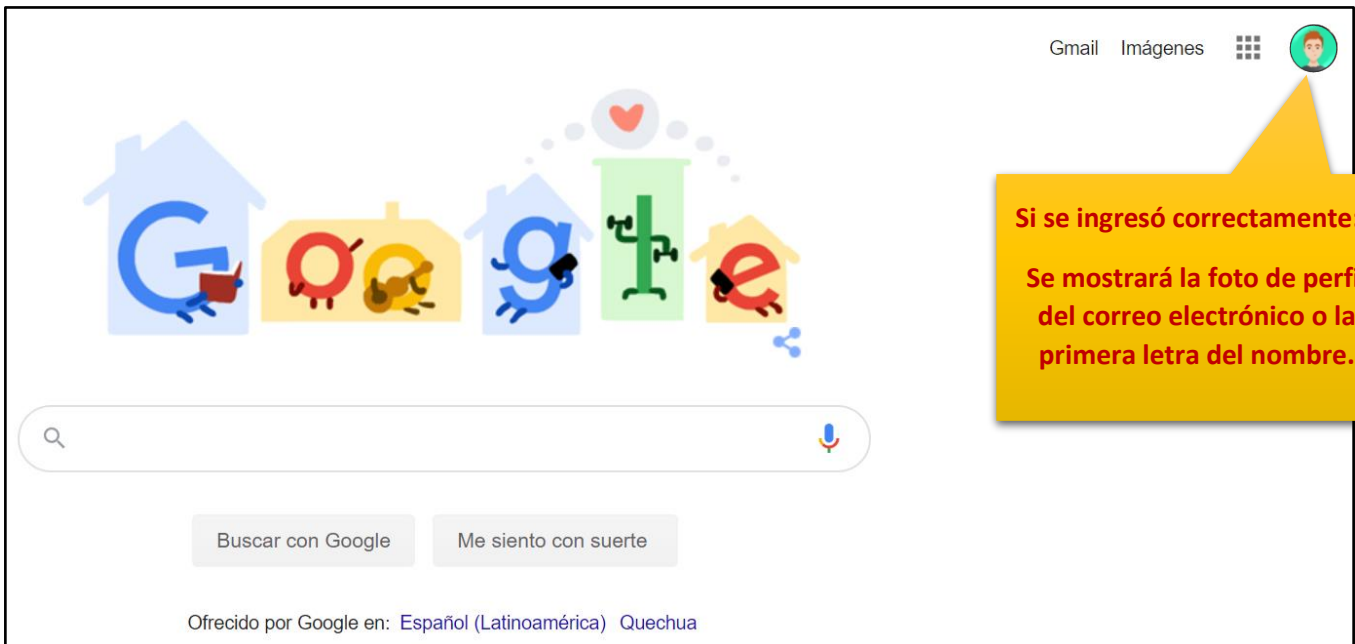 Gmail Imágenes
Google
Si se ingresó correctamente:
Se mostrará la foto de perfi
del correo electrónico o la
primera letra del nombre.
Buscar con Google Me siento con suerte
Ofrecido por Google en: Español (Latinoamérica) Quechua